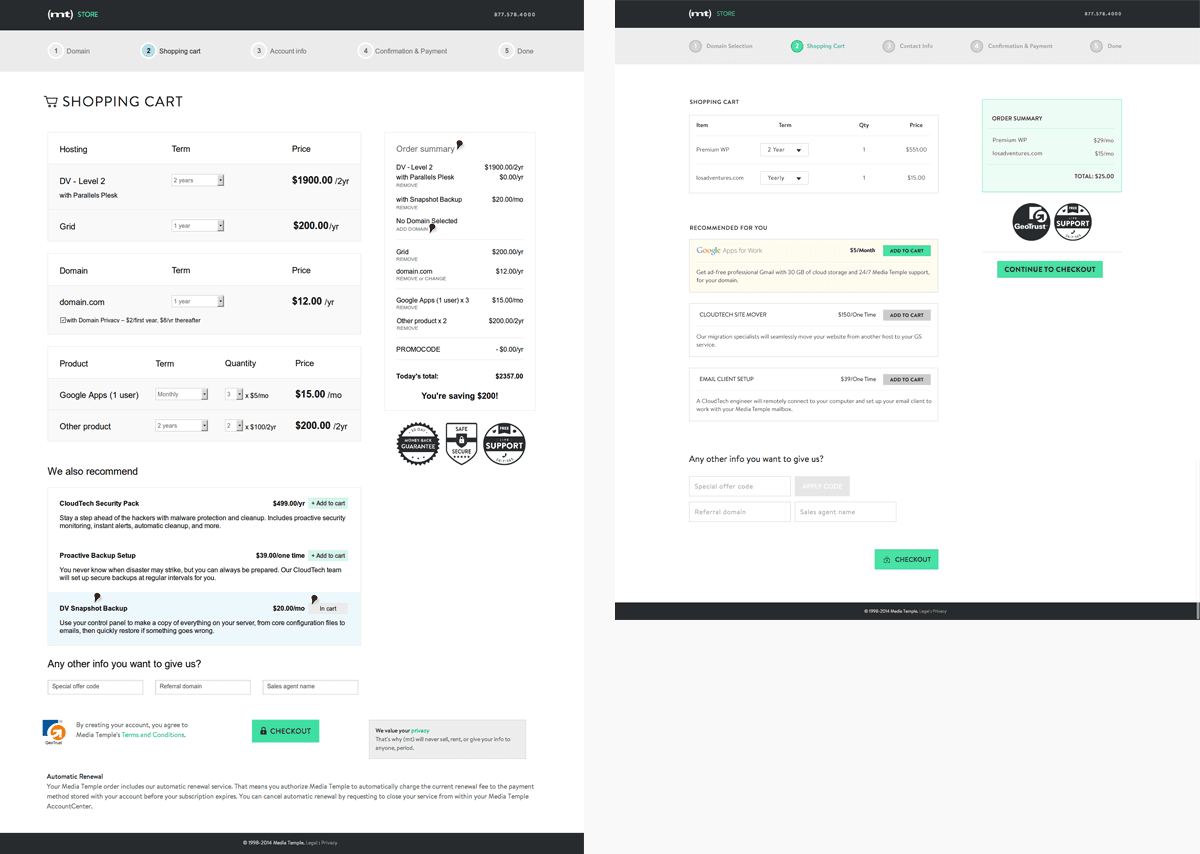 (mt) STORE
877.578.4000
1 Domain
2 Shopping cart
3 Account info
4 Confirmation & Payment
5 Done
SHOPPING CART
Hosting Term Price
DV - Level 2 2 years $1900.00 /2yr
with Parallels Plesk
Grid 1 year $200.00/yr
Domain Term Price
domain.com 1 year $12.00 /yr
with Domain Privacy – $2/first year, $8/yr thereafter
Product Term Quantity Price
Google Apps (1 user) Monthly 3 x $5/mo $15.00 /mo
Other product 2 years 2 x $100/2yr $200.00 /2yr
Order summary
DV - Level 2 $1900.00/2yr
with Parallels Plesk $0.00/yr
REMOVE
with Snapshot Backup $20.00/mo
REMOVE
No Domain Selected
ADD DOMAIN
Grid $200.00/yr
REMOVE
domain.com $12.00/yr
REMOVE or CHANGE
Google Apps (1 user) x 3 $15.00/mo
REMOVE
Other product x 2 $200.00/2yr
REMOVE
PROMOCODE - $0.00/yr
Today's total: $2357.00
You're saving $200!
MONEY BACK
GUARANTEE
SAFE
SECURE
FREE
LIVE
SUPPORT
We also recommend
CloudTech Security Pack $499.00/yr + Add to cart
Stay a step ahead of the hackers with malware protection and cleanup. Includes proactive security
monitoring, instant alerts, automatic cleanup, and more.
Proactive Backup Setup $39.00/one time + Add to cart
You never know when disaster may strike, but you can always be prepared. Our CloudTech team
will set up secure backups at regular intervals for you.
DV Snapshot Backup $20.00/mo In cart
Use your control panel to make a copy of everything on your server, from core configuration files to
emails, then quickly restore if something goes wrong.
Any other info you want to give us?
Special offer code
Referral domain
Sales agent name
GeoTrust
By creating your account, you agree to
Media Temple's Terms and Conditions.
CHECKOUT
We value your privacy
That's why (mt) will never sell, rent, or give your info to
anyone, period.
Automatic Renewal
Your Media Temple order includes our automatic renewal service. That means you authorize Media Temple to automatically charge the current renewal fee to the payment
method stored with your account before your subscription expires. You can cancel automatic renewal by requesting to close your service from within your Media Temple
AccountCenter.
© 1998-2014 Media Temple. Legal | Privacy
(mt) STORE
877.578.4000
1 Domain Selection
2 Shopping Cart
3 Contact Info
4 Confirmation & Payment
5 Done
SHOPPING CART
Item Term Qty Price
Premium WP 2 Year 1 $551.00
losadventures.com Yearly 1 $15.00
ORDER SUMMARY
Premium WP $29/mo
losadventures.com $15/mo
TOTAL: $25.00
GeoTrust
FREE
LIVE
SUPPORT
CONTINUE TO CHECKOUT
RECOMMENDED FOR YOU
Google Apps for Work $5/Month ADD TO CART
Get ad-free professional Gmail with 30 GB of cloud storage and 24/7 Media Temple support,
for your domain.
CLOUDTECH SITE MOVER $150/One Time ADD TO CART
Our migration specialists will seamlessly move your website from another host to your GS
service.
EMAIL CLIENT SETUP $39/One Time ADD TO CART
A CloudTech engineer will remotely connect to your computer and set up your email client to
work with your Media Temple mailbox.
Any other info you want to give us?
Special offer code
APPLY CODE
Referral domain
Sales agent name
CHECKOUT
© 1998-2014 Media Temple. Legal | Privacy